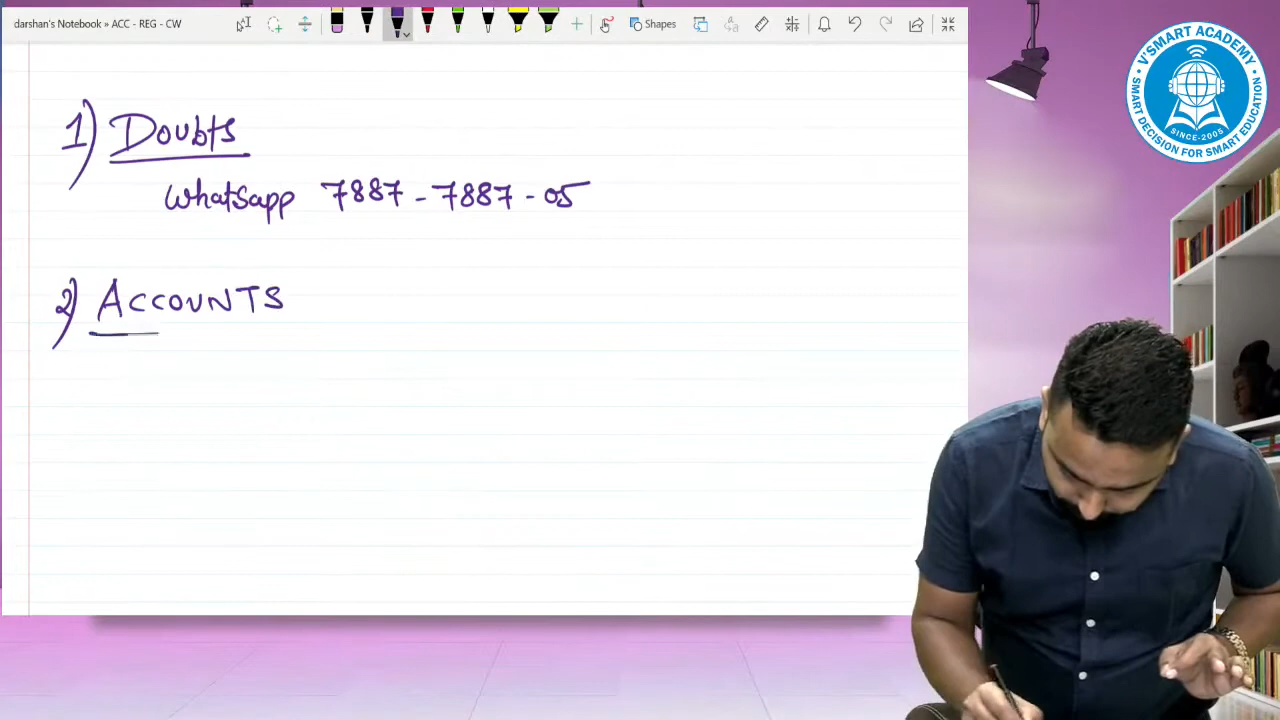 darshan's Notebook » ACC - REG - CW
Shapes
1) Doubts
Whatsapp 7887 - 7887 - 05
2) ACCOUNTS
V'SMART ACADEMY
SINCE-2005
SMART DECISION FOR SMART EDUCATION